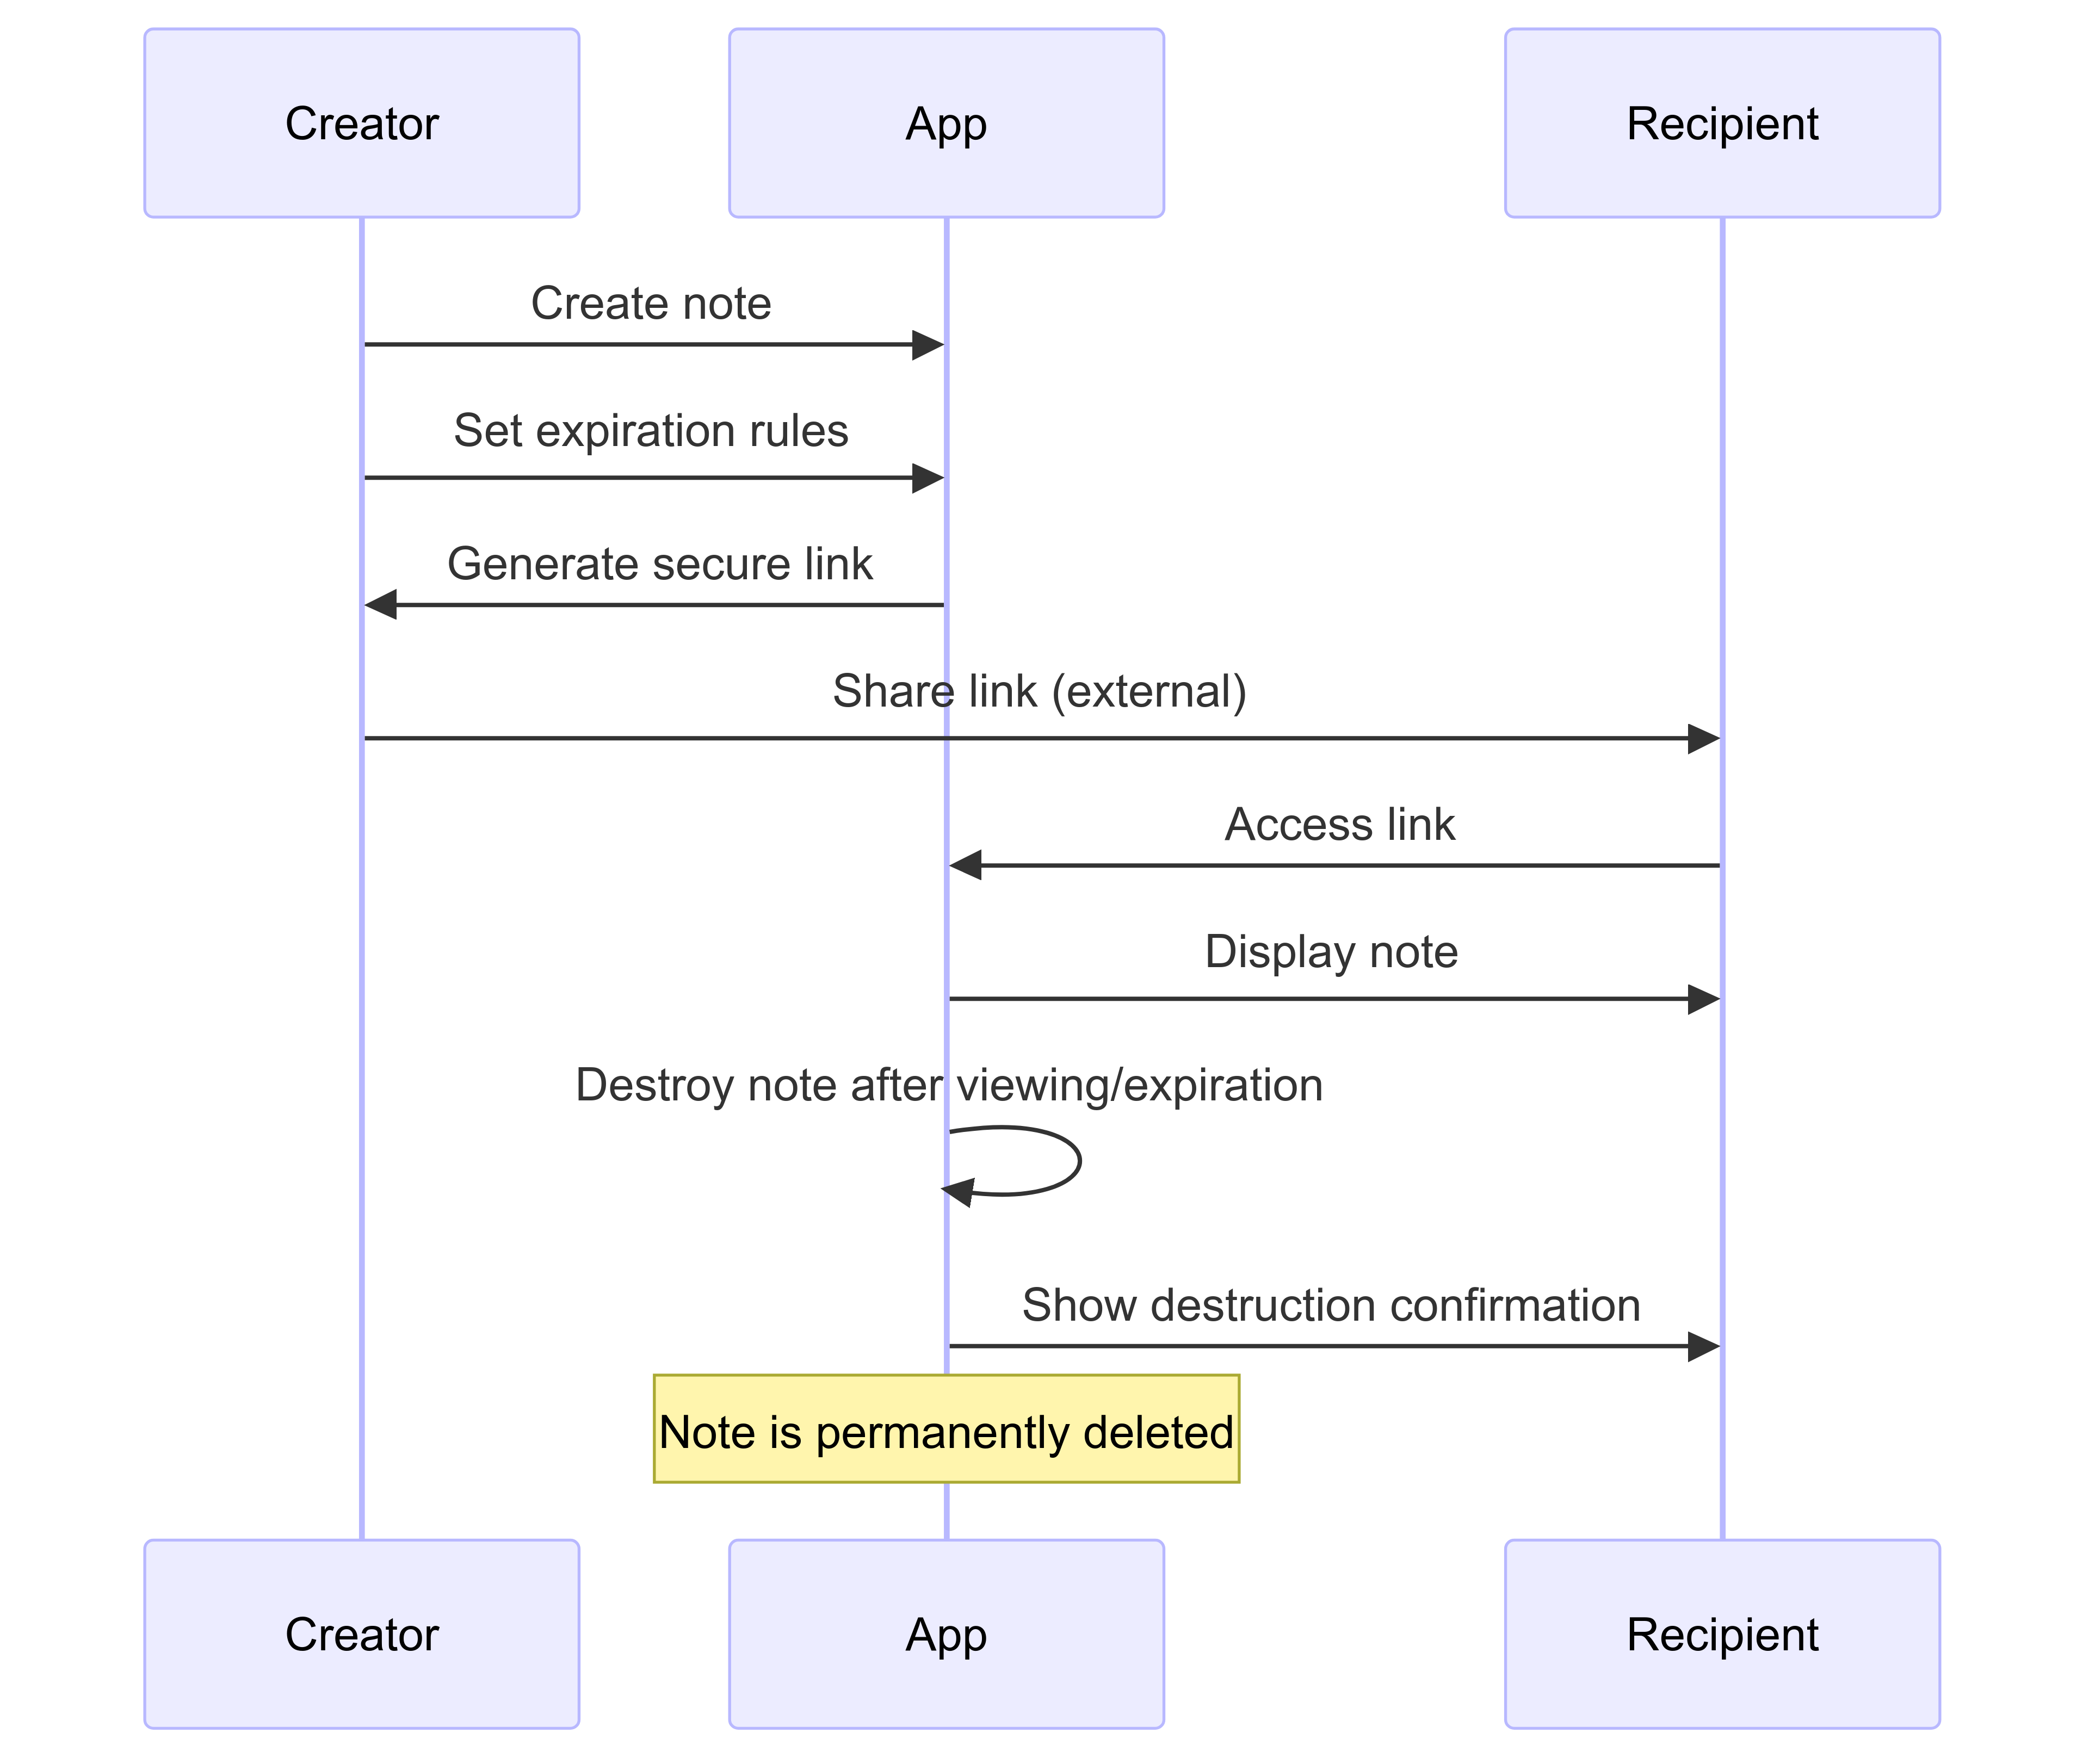 Creator
App
Recipient
Create note
Set expiration rules
Generate secure link
Share link (external)
Access link
Display note
Destroy note after viewing/expiration
Show destruction confirmation
Note is permanently deleted
Creator
App
Recipient